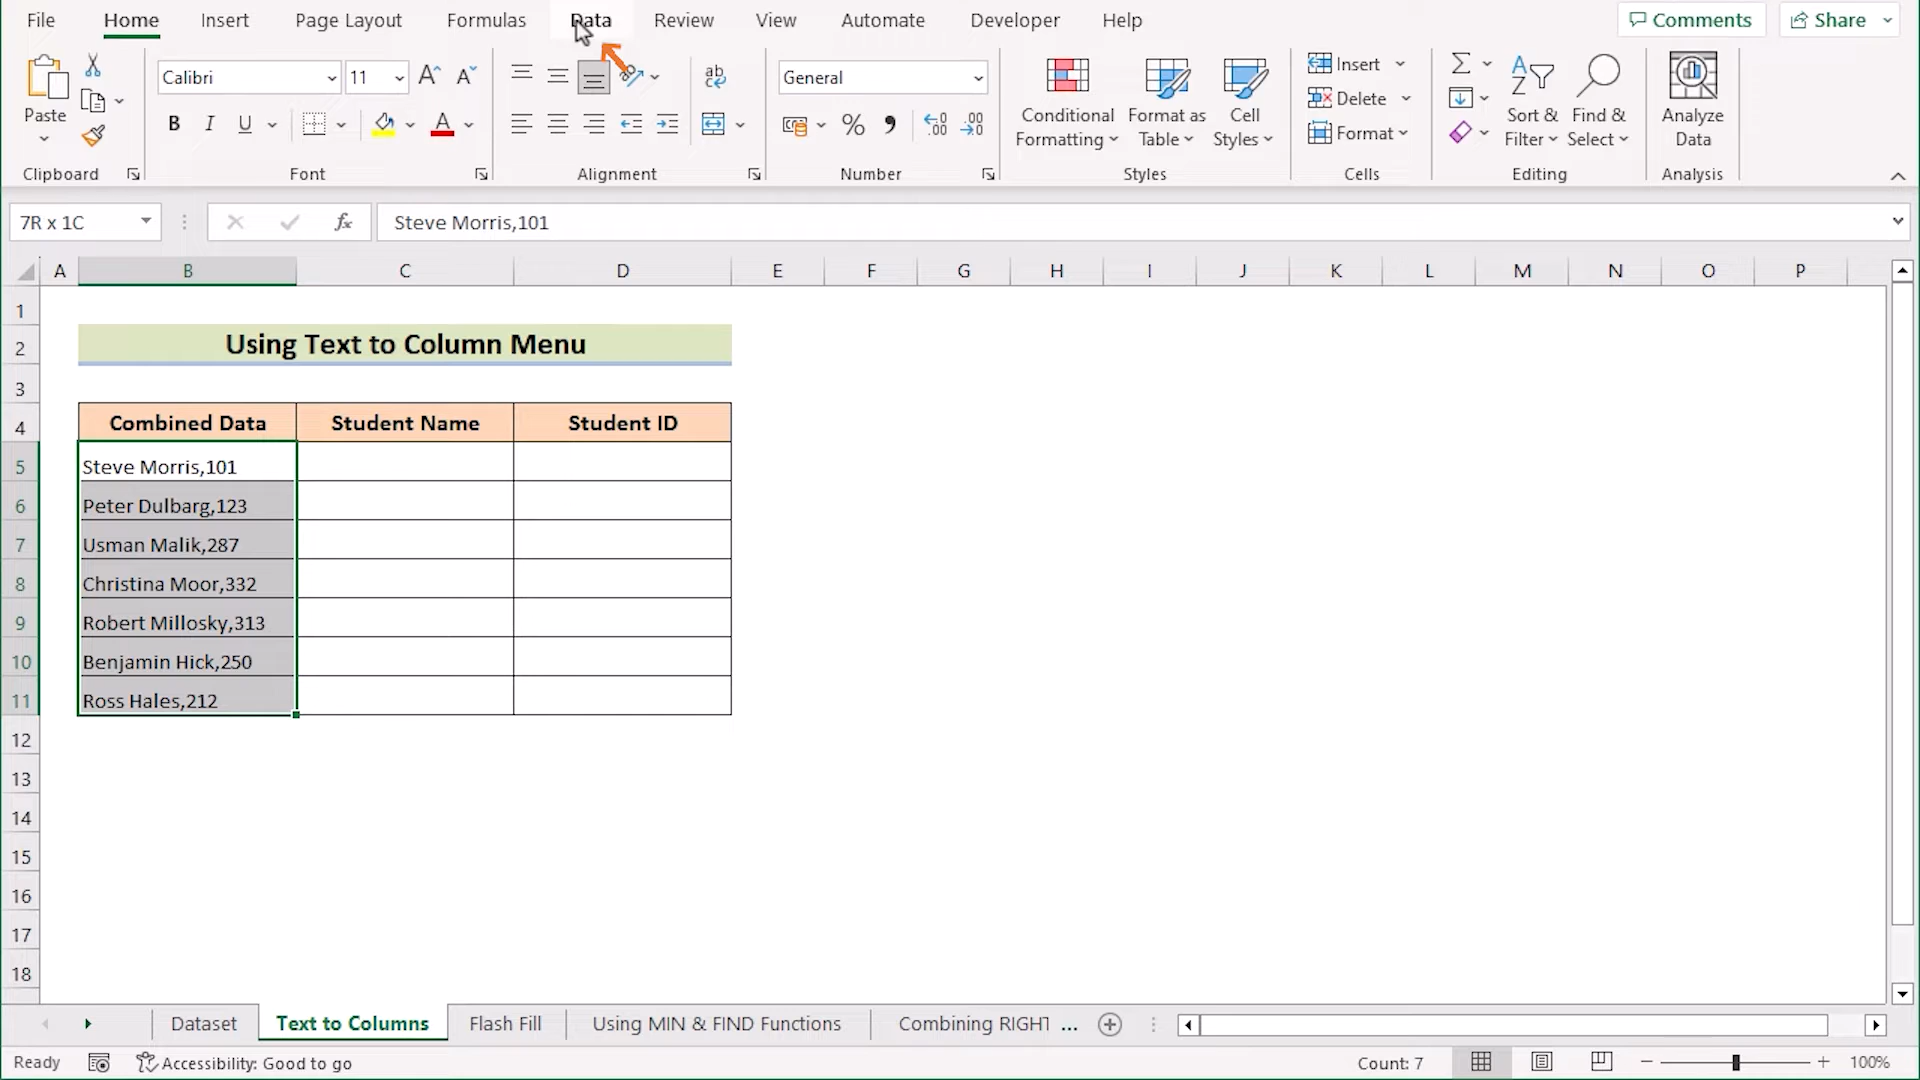 File Home Insert Page Layout Formulas Data Review View Automate Developer Help Comments Share
Calibri 11 General
Paste
B I U A
ab
Conditional Formatting
Format as Table
Cell Styles
Insert
Delete
Format
Sort & Filter
Find & Select
Analyze Data
Clipboard Font Alignment Number Styles Cells Editing Analysis
7R x 1C fx Steve Morris,101
A B C D E F G H I J K L M N O P
1
2 Using Text to Column Menu
3
4 Combined Data Student Name Student ID
5 Steve Morris,101
6 Peter Dulbarg,123
7 Usman Malik,287
8 Christina Moor,332
9 Robert Millosky,313
10 Benjamin Hick,250
11 Ross Hales,212
12
13
14
15
16
17
18
Dataset Text to Columns Flash Fill Using MIN & FIND Functions Combining RIGHT ...
Ready Accessibility: Good to go Count: 7 100%